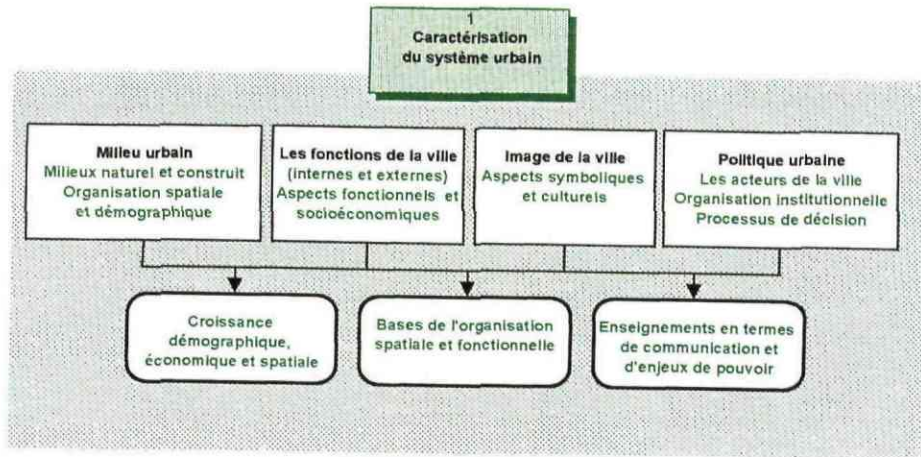 1
Caractérisation
du système urbain
Milieu urbain
Milieux naturel et construit
Organisation spatiale
et démographique
Les fonctions de la ville
(internes et externes)
Aspects fonctionnels et
socioéconomiques
Image de la ville
Aspects symboliques
et culturels
Politique urbaine
Les acteurs de la ville
Organisation institutionnelle
Processus de décision
Croissance
démographique,
économique et spatiale
Bases de l'organisation
spatiale et fonctionnelle
Enseignements en termes
de communication et
d'enjeux de pouvoir